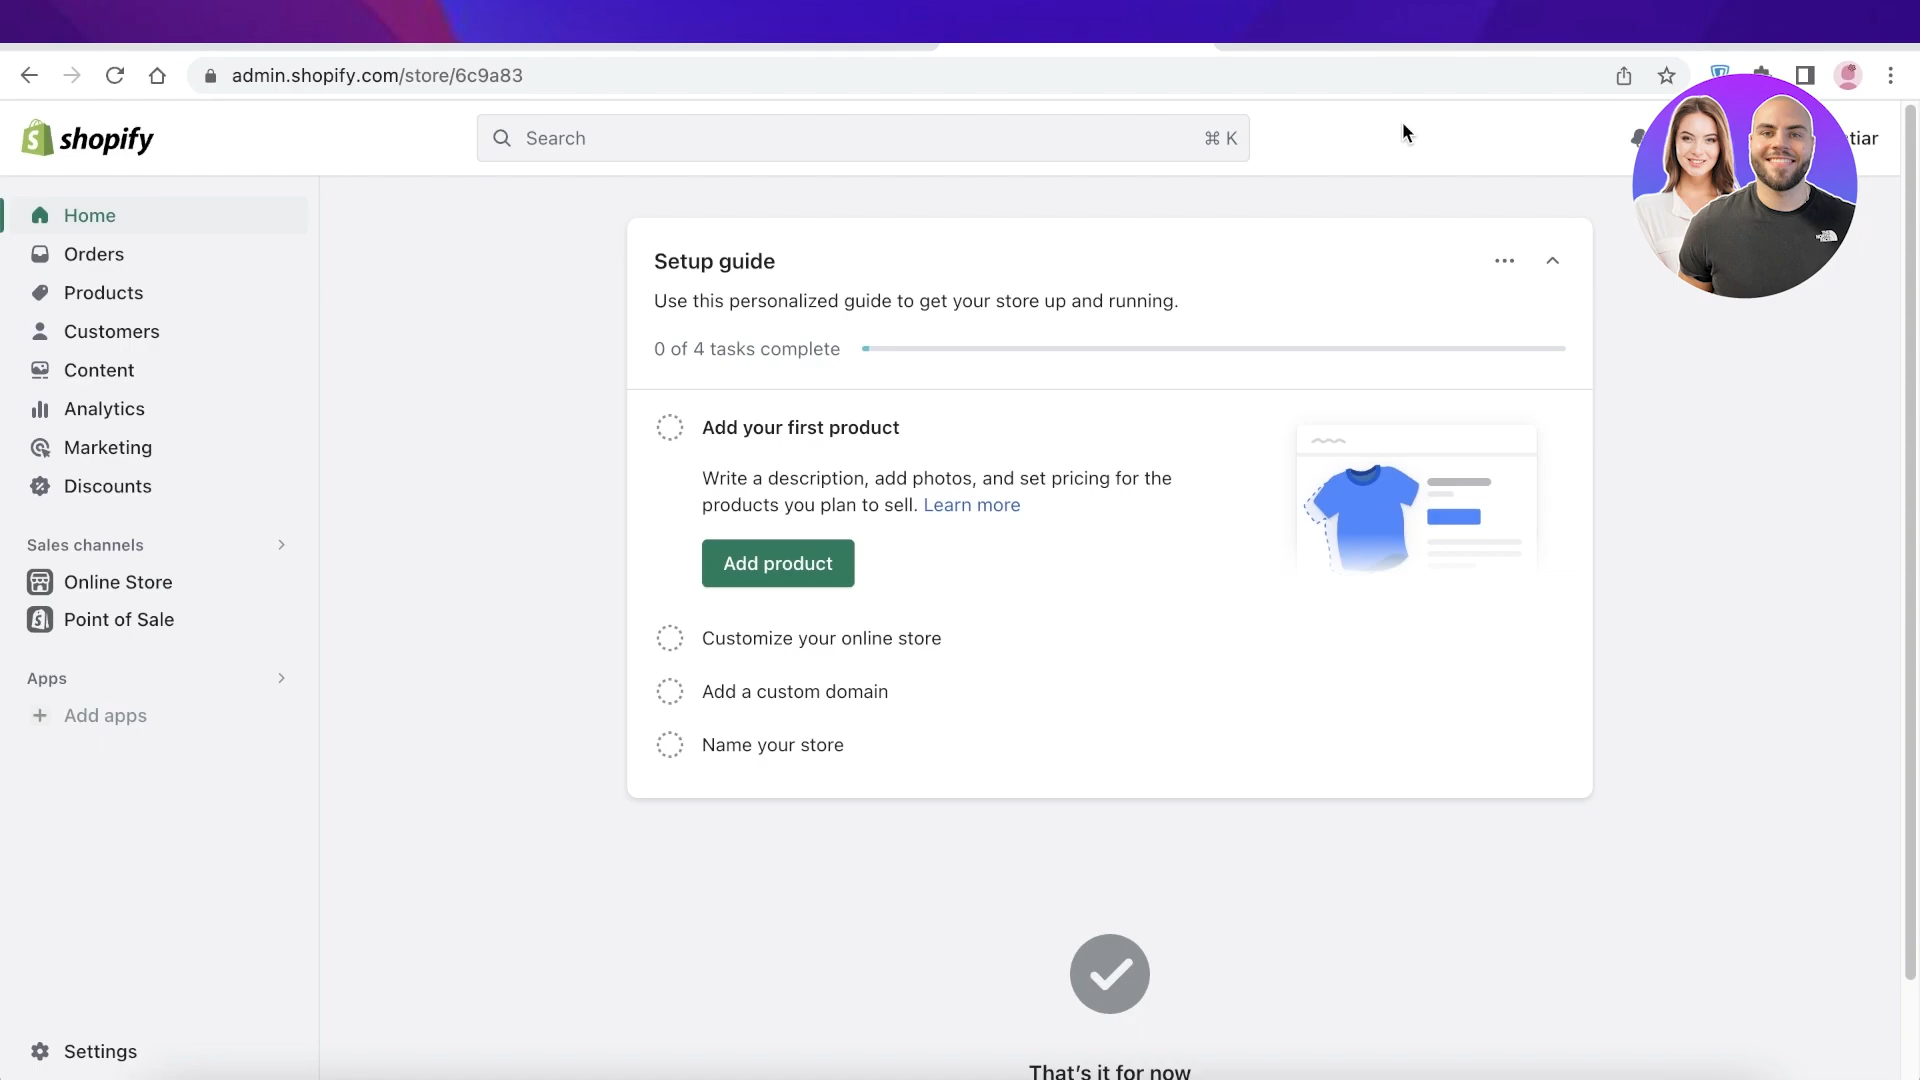 admin.shopify.com/store/6c9a83
shopify
Search
⌘ K
tiar
Home
Orders
Products
Customers
Content
Analytics
Marketing
Discounts
Sales channels
Online Store
Point of Sale
Apps
Add apps
Settings
Setup guide
Use this personalized guide to get your store up and running.
0 of 4 tasks complete
Add your first product
Write a description, add photos, and set pricing for the
products you plan to sell. Learn more
Add product
Customize your online store
Add a custom domain
Name your store
That's it for now